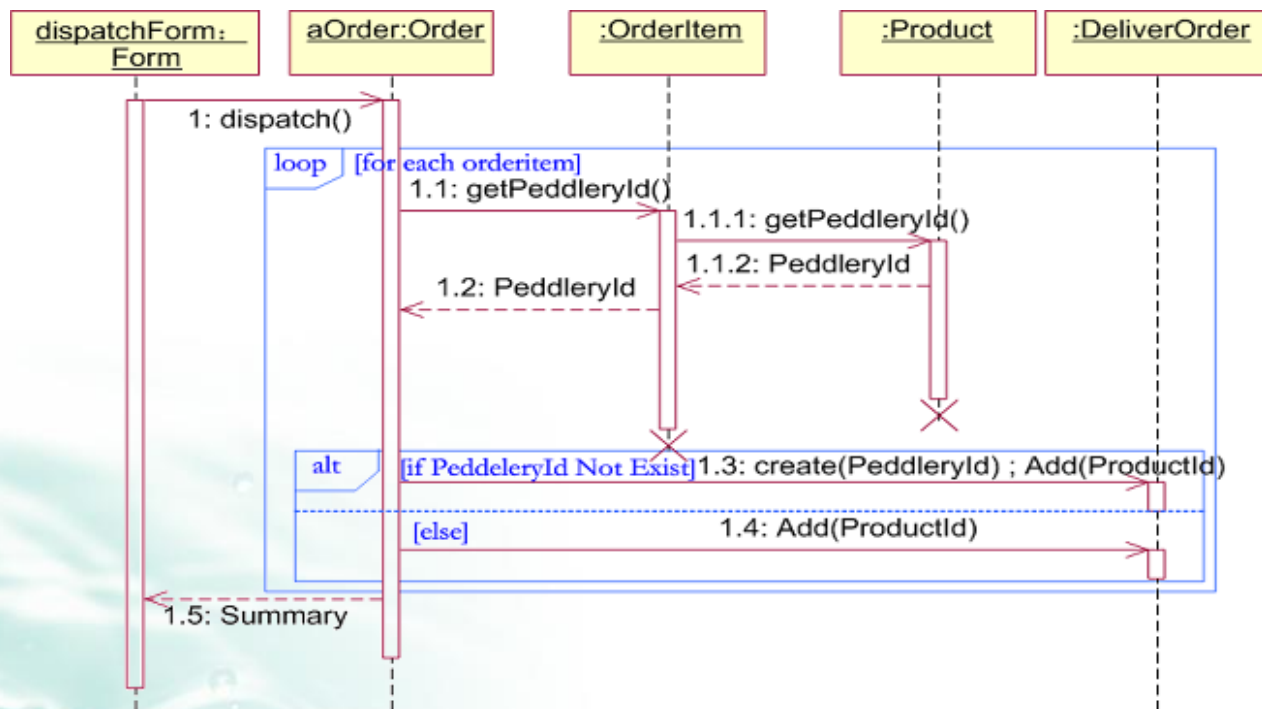 dispatchForm：
Form
aOrder:Order
:OrderItem
:Product
:DeliverOrder
1: dispatch()
loop
[for each orderitem]
1.1: getPeddleryId()
1.1.1: getPeddleryId()
1.1.2: PeddleryId
1.2: PeddleryId
alt
[if PeddeleryId Not Exist]
1.3: create(PeddleryId) ; Add(ProductId)
[else]
1.4: Add(ProductId)
1.5: Summary